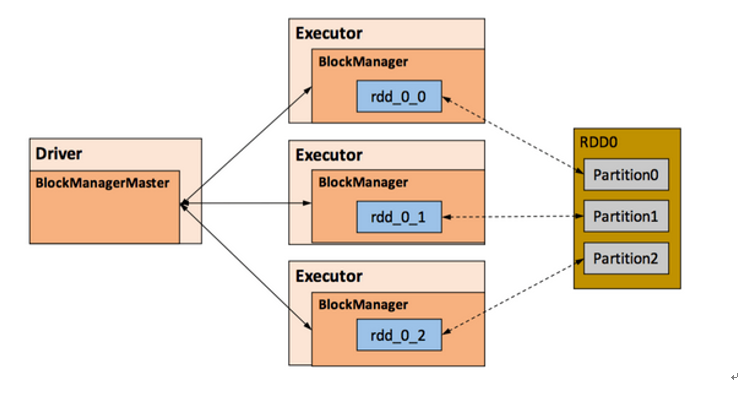 Executor
BlockManager
rdd_0_0
Driver
BlockManagerMaster
Executor
BlockManager
rdd_0_1
Executor
BlockManager
rdd_0_2
RDD0
Partition0
Partition1
Partition2
↵